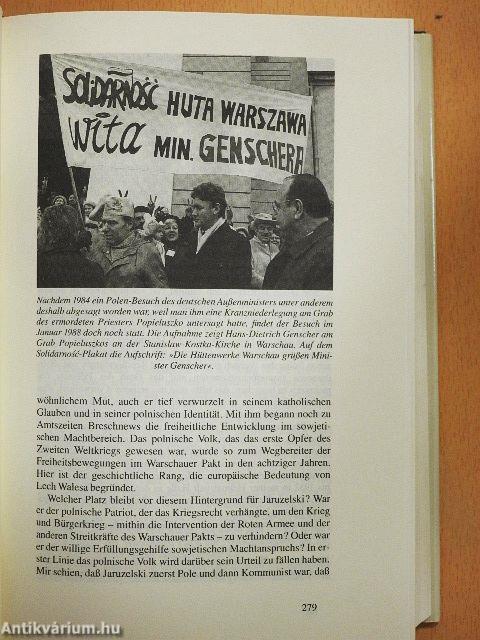 SOLIDARNOŚĆ HUTA WARSZAWA
wita MIN. GENSCHERA
Nachdem 1984 ein Polen-Besuch des deutschen Außenministers unter anderem
deshalb abgesagt worden war, weil man ihm eine Kranzniederlegung am Grab
des ermordeten Priesters Popieluszko untersagt hatte, findet der Besuch im
Januar 1988 doch noch statt. Die Aufnahme zeigt Hans-Dietrich Genscher am
Grab Popieluszkos an der Stanislaw Kostka-Kirche in Warschau. Auf dem
Solidarność-Plakat die Aufschrift: »Die Hüttenwerke Warschau grüßen Mini-
ster Genscher«.
wöhnlichem Mut, auch er tief verwurzelt in seinem katholischen
Glauben und in seiner polnischen Identität. Mit ihm begann noch zu
Amtszeiten Breschnews die freiheitliche Entwicklung im sowjeti-
schen Machtbereich. Das polnische Volk, das das erste Opfer des
Zweiten Weltkriegs gewesen war, wurde so zum Wegbereiter der
Freiheitsbewegungen im Warschauer Pakt in den achtziger Jahren.
Hier ist der geschichtliche Rang, die europäische Bedeutung von
Lech Walesa begründet.
Welcher Platz bleibt vor diesem Hintergrund für Jaruzelski? War
er der polnische Patriot, der das Kriegsrecht verhängte, um den Krieg
und Bürgerkrieg – mithin die Intervention der Roten Armee und der
anderen Streitkräfte des Warschauer Pakts – zu verhindern? Oder war
er der willige Erfüllungsgehilfe sowjetischen Machtanspruchs? In er-
ster Linie das polnische Volk wird darüber sein Urteil zu fällen haben.
Mir schien, daß Jaruzelski zuerst Pole und dann Kommunist war, daß
279
Antikvárium.hu